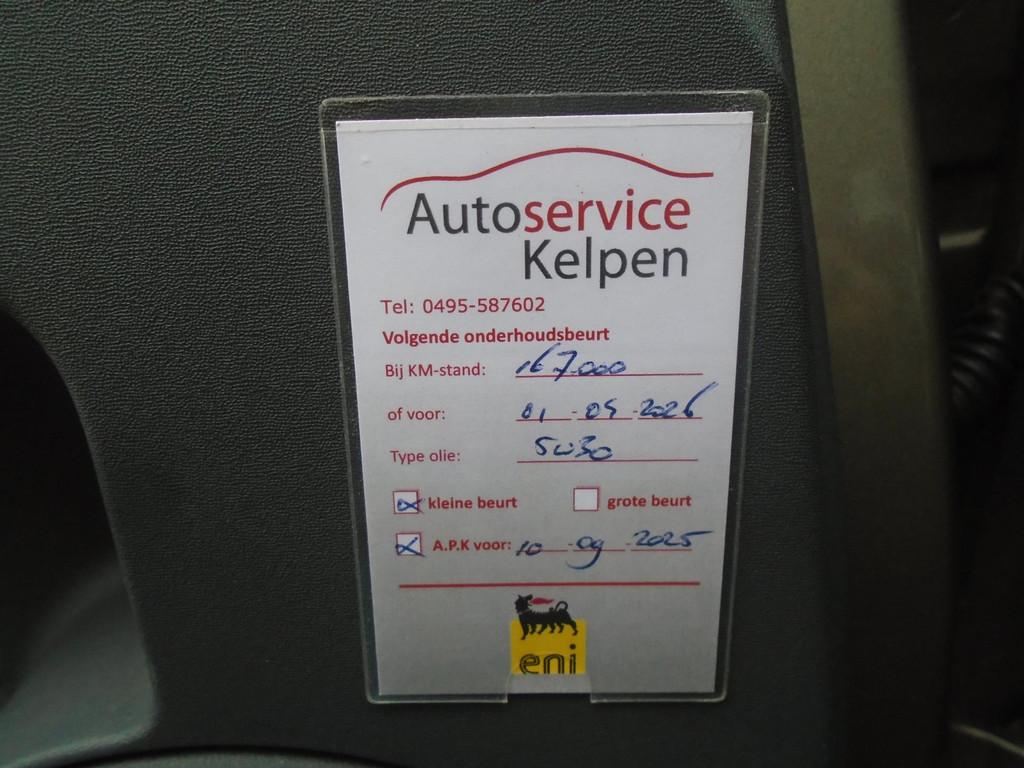 Autoservice
Kelpen
Tel: 0495-587602
Volgende onderhoudsbeurt
Bij KM-stand: 167.000
of voor: 01 - 05 - 2026
Type olie: 5W30
kleine beurt grote beurt
A.P.K voor: 10 - 09 - 2025
eni